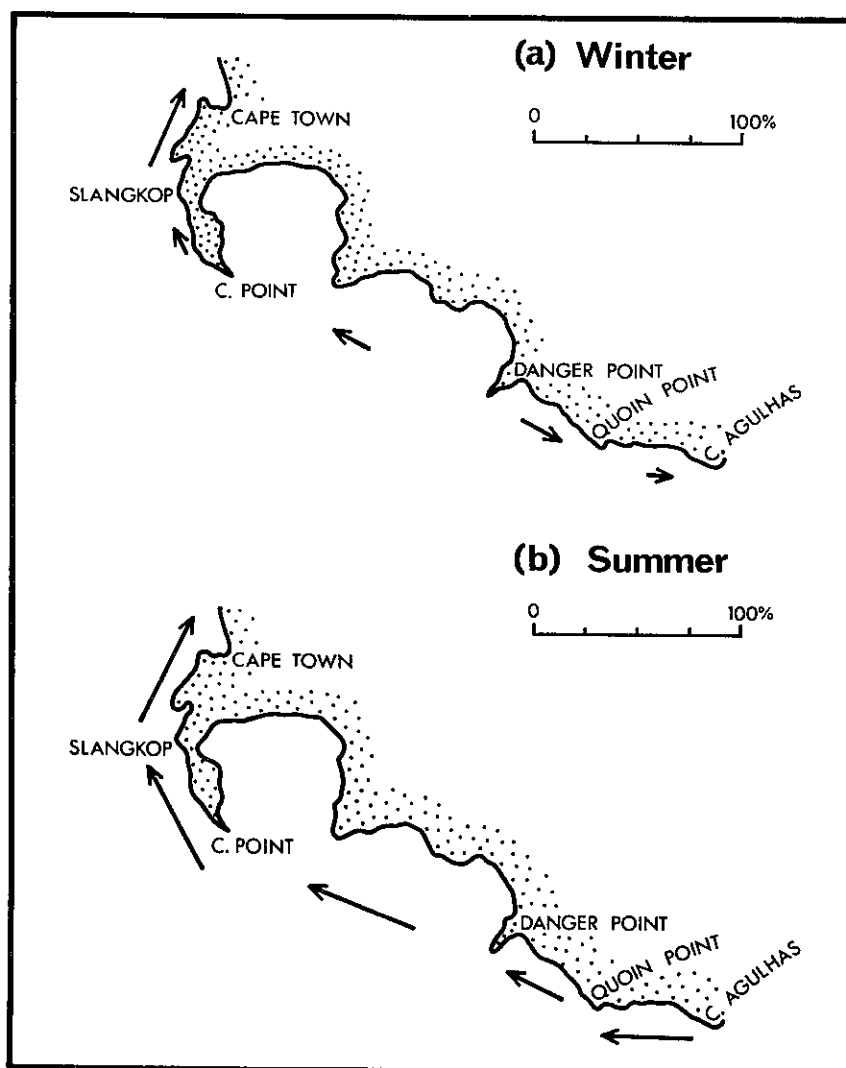 (a) Winter
0 100%
CAPE TOWN
SLANGKOP
C. POINT
DANGER POINT
QUOIN POINT
C. AGULHAS
(b) Summer
0 100%
CAPE TOWN
SLANGKOP
C. POINT
DANGER POINT
QUOIN POINT
C. AGULHAS